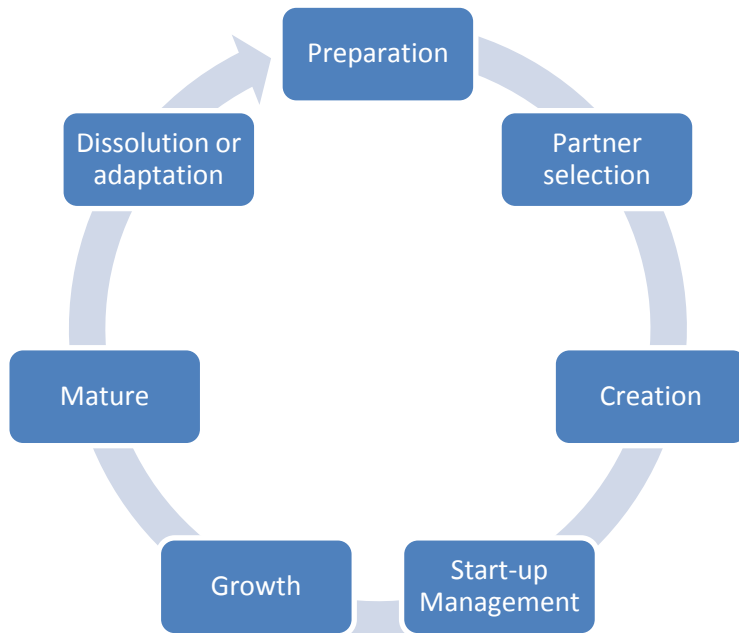 Preparation
Partner
selection
Creation
Start-up
Management
Growth
Mature
Dissolution or
adaptation